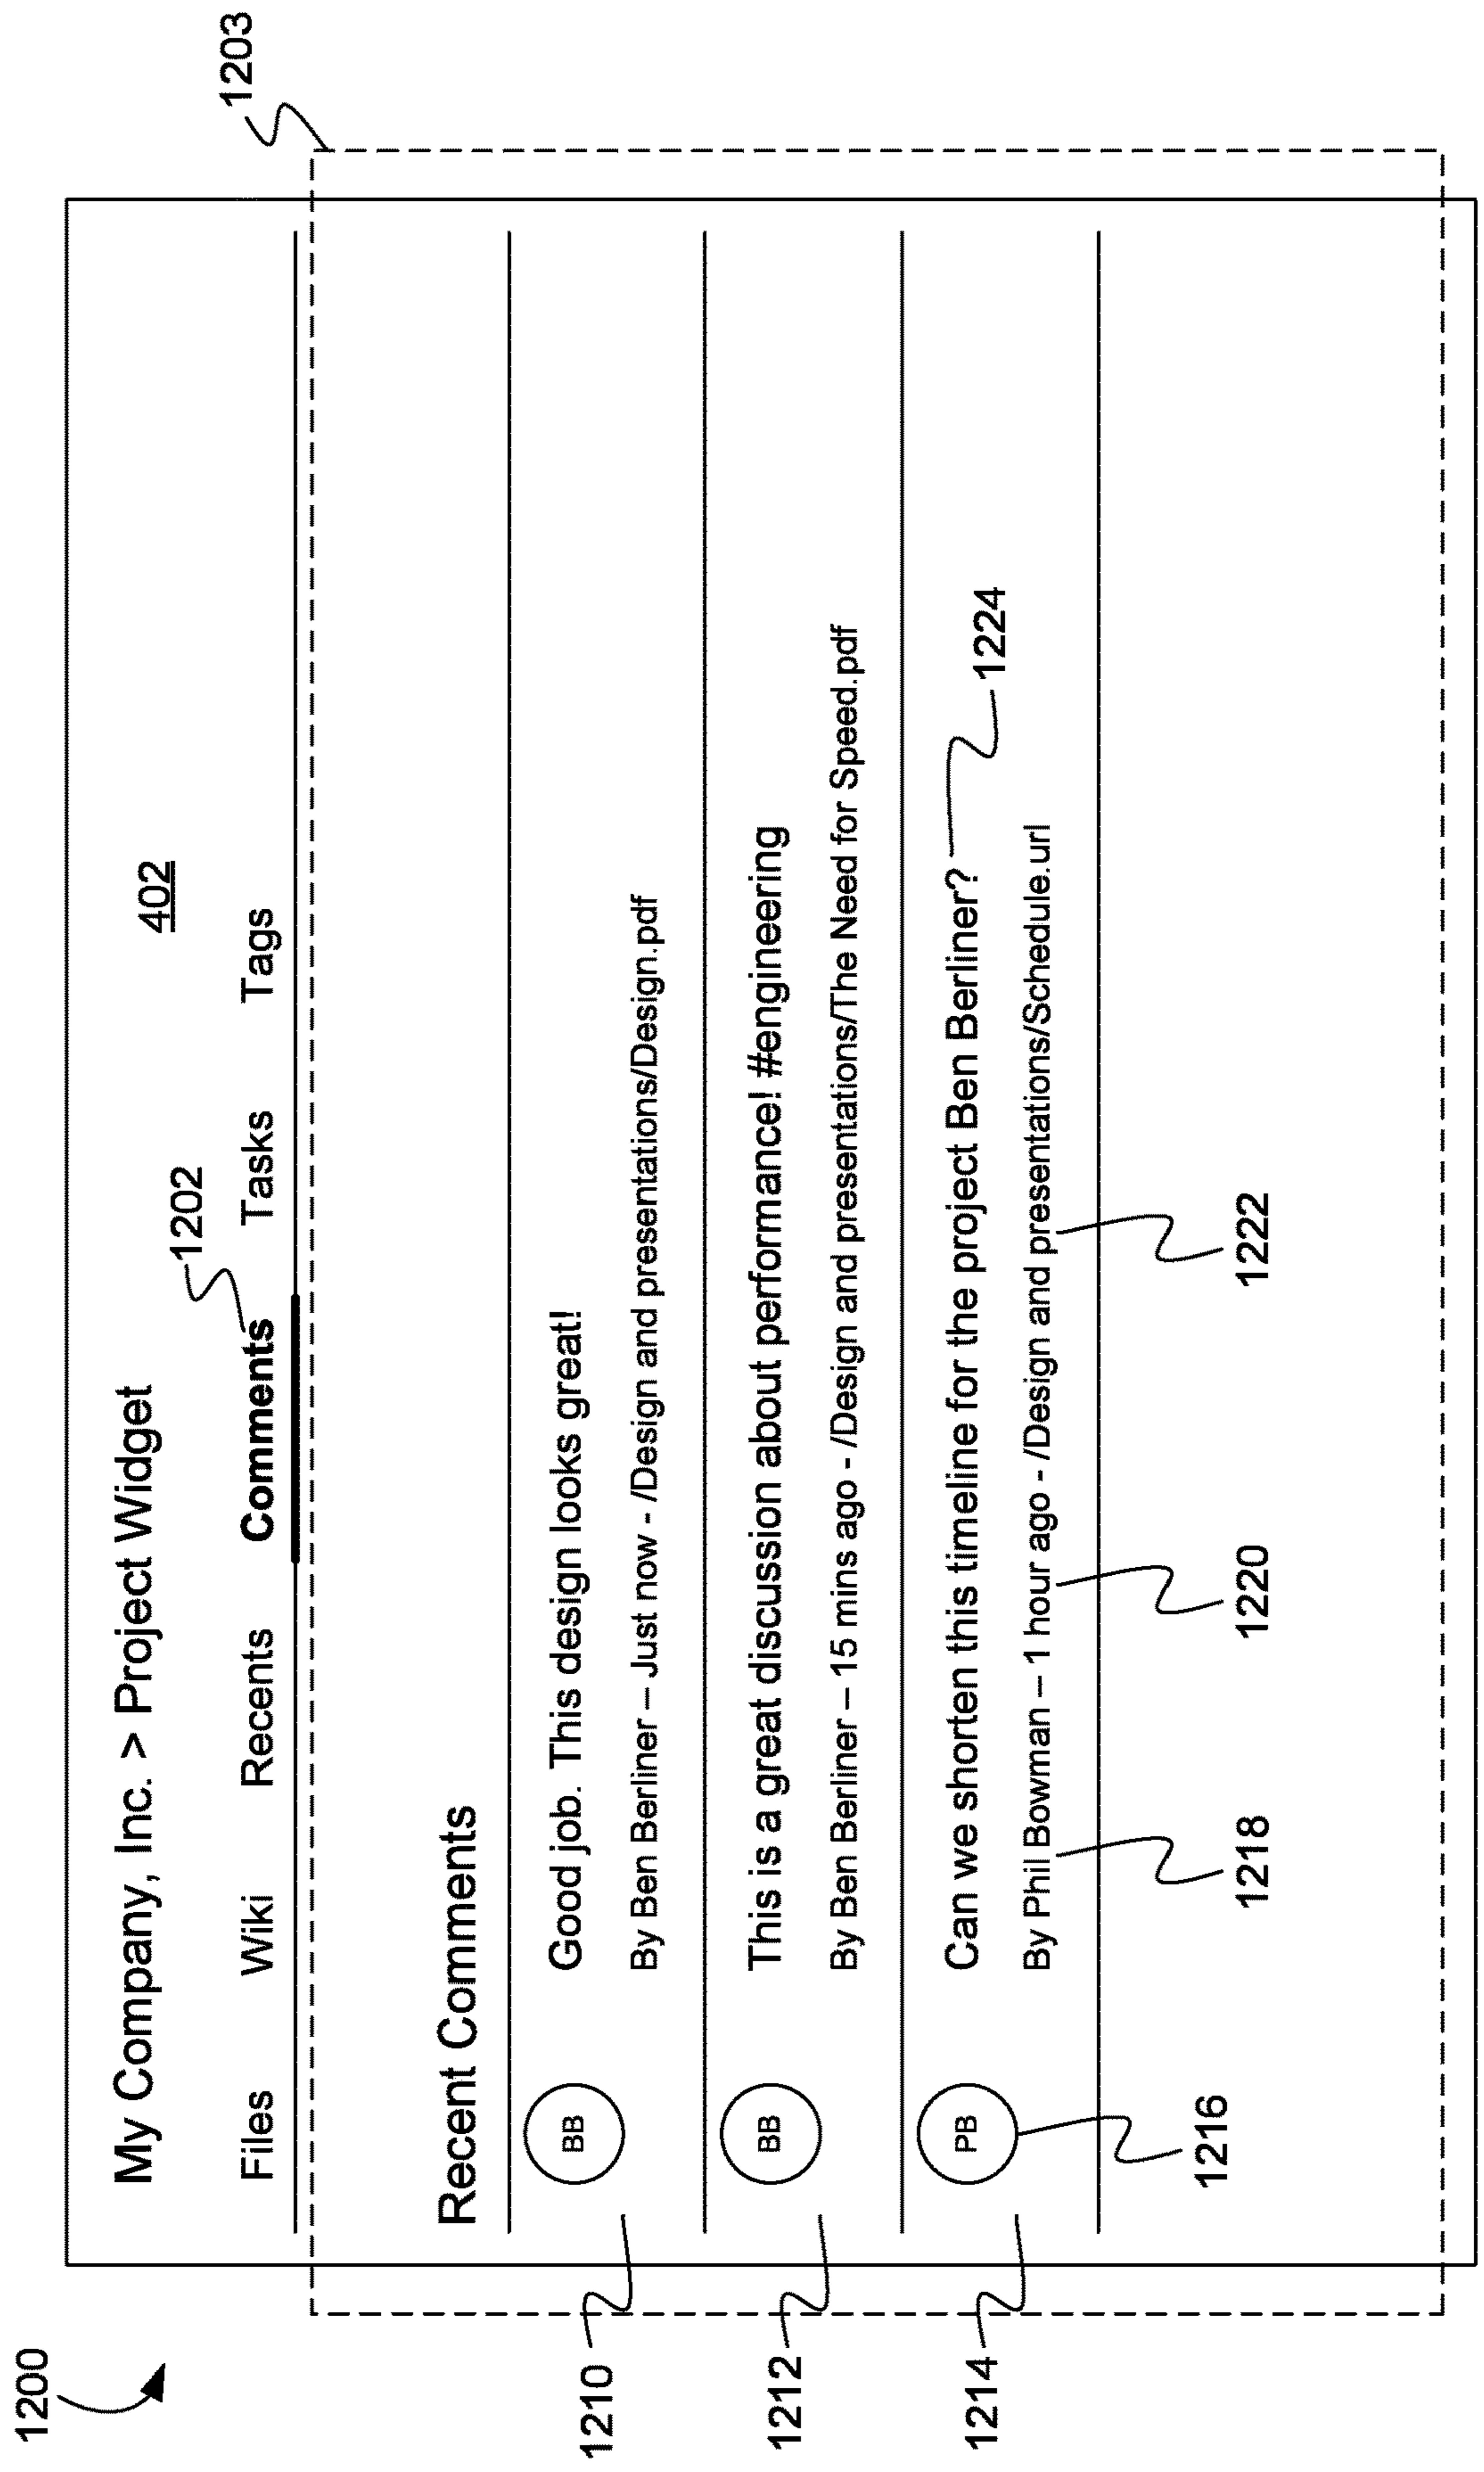 1200
1203
My Company, Inc. > Project Widget
402
1202
Files Wiki Recents Comments Tasks Tags
Recent Comments
1210
BB
Good job. This design looks great!
By Ben Berliner – Just now - /Design and presentations/Design.pdf
1212
BB
This is a great discussion about performance! #engineering
By Ben Berliner – 15 mins ago - /Design and presentations/The Need for Speed.pdf
1214
PB
Can we shorten this timeline for the project Ben Berliner?
1224
By Phil Bowman – 1 hour ago - /Design and presentations/Schedule.url
1216
1218
1220
1222